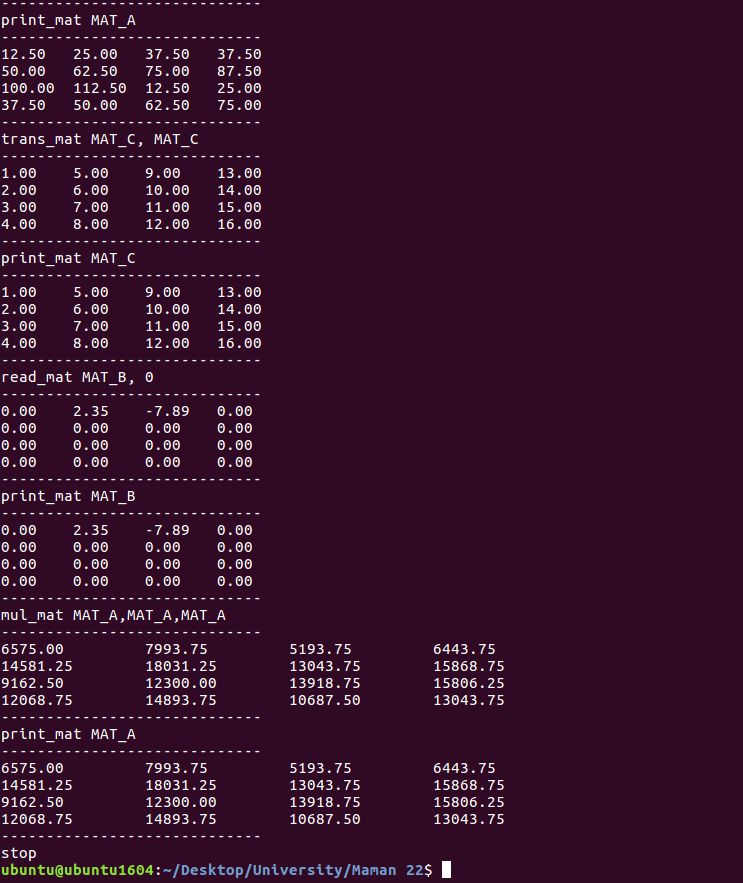 -----------------------------
print_mat MAT_A
-----------------------------
12.50 25.00 37.50 37.50
50.00 62.50 75.00 87.50
100.00 112.50 12.50 25.00
37.50 50.00 62.50 75.00
-----------------------------
trans_mat MAT_C, MAT_C
-----------------------------
1.00 5.00 9.00 13.00
2.00 6.00 10.00 14.00
3.00 7.00 11.00 15.00
4.00 8.00 12.00 16.00
-----------------------------
print_mat MAT_C
-----------------------------
1.00 5.00 9.00 13.00
2.00 6.00 10.00 14.00
3.00 7.00 11.00 15.00
4.00 8.00 12.00 16.00
-----------------------------
read_mat MAT_B, 0
-----------------------------
0.00 2.35 -7.89 0.00
0.00 0.00 0.00 0.00
0.00 0.00 0.00 0.00
0.00 0.00 0.00 0.00
-----------------------------
print_mat MAT_B
-----------------------------
0.00 2.35 -7.89 0.00
0.00 0.00 0.00 0.00
0.00 0.00 0.00 0.00
0.00 0.00 0.00 0.00
-----------------------------
mul_mat MAT_A,MAT_A,MAT_A
-----------------------------
6575.00 7993.75 5193.75 6443.75
14581.25 18031.25 13043.75 15868.75
9162.50 12300.00 13918.75 15806.25
12068.75 14893.75 10687.50 13043.75
-----------------------------
print_mat MAT_A
-----------------------------
6575.00 7993.75 5193.75 6443.75
14581.25 18031.25 13043.75 15868.75
9162.50 12300.00 13918.75 15806.25
12068.75 14893.75 10687.50 13043.75
-----------------------------
stop
ubuntu@ubuntu1604:~/Desktop/University/Maman 22$